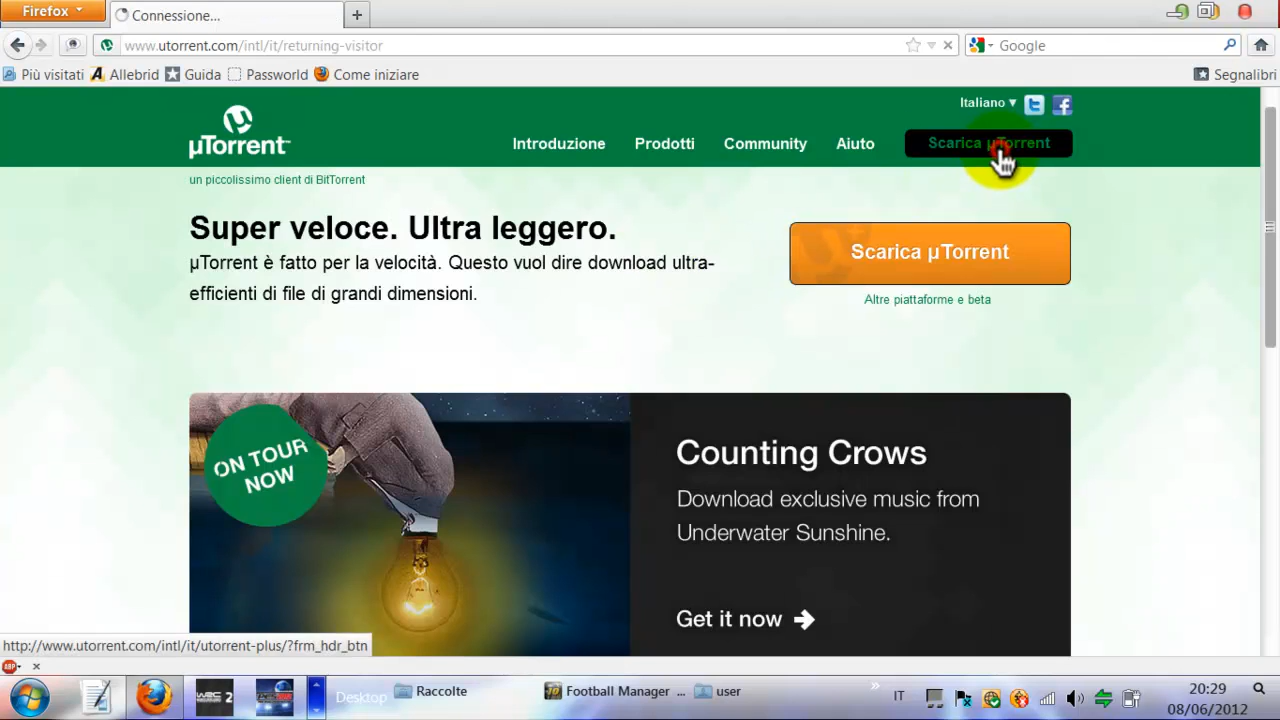 Firefox
Connessione...
www.utorrent.com/intl/it/returning-visitor
Google
Più visitati
Allebrid
Guida
Passworld
Come iniziare
Segnalibri
Italiano
µTorrent
Introduzione
Prodotti
Community
Aiuto
Scarica µTorrent
un piccolissimo client di BitTorrent
Super veloce. Ultra leggero.
µTorrent è fatto per la velocità. Questo vuol dire download ultra-
efficienti di file di grandi dimensioni.
Scarica µTorrent
Altre piattaforme e beta
ON TOUR
NOW
Counting Crows
Download exclusive music from
Underwater Sunshine.
Get it now
http://www.utorrent.com/intl/it/utorrent-plus/?frm_hdr_btn
ABP
WRC 2
Desktop
Raccolte
Football Manager ...
user
IT
20:29
08/06/2012